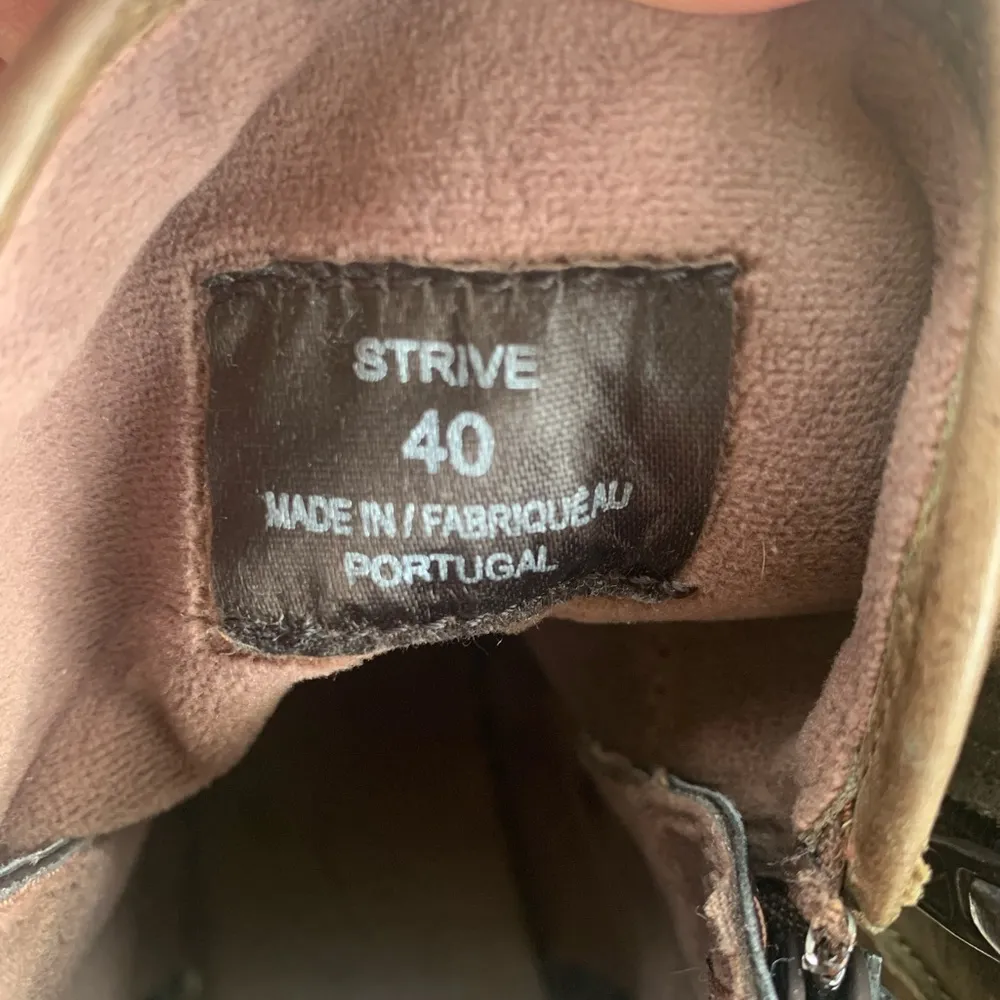 STRIVE
40
MADE IN / FABRIQUÉ AU
PORTUGAL